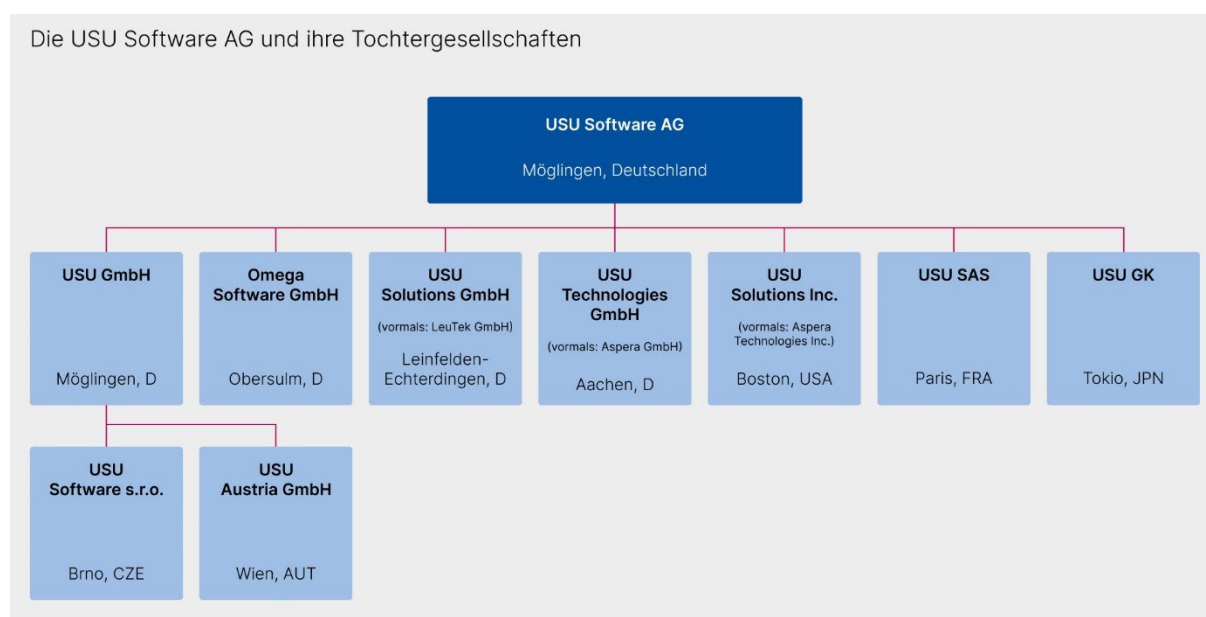 Die USU Software AG und ihre Tochtergesellschaften
USU Software AG
Möglingen, Deutschland
USU GmbH
Möglingen, D
Omega
Software GmbH
Obersulm, D
USU
Solutions GmbH
(vormals: LeuTek GmbH)
Leinfelden-
Echterdingen, D
USU
Technologies
GmbH
(vormals: Aspera GmbH)
Aachen, D
USU
Solutions Inc.
(vormals: Aspera
Technologies Inc.)
Boston, USA
USU SAS
Paris, FRA
USU GK
Tokio, JPN
USU
Software s.r.o.
Brno, CZE
USU
Austria GmbH
Wien, AUT